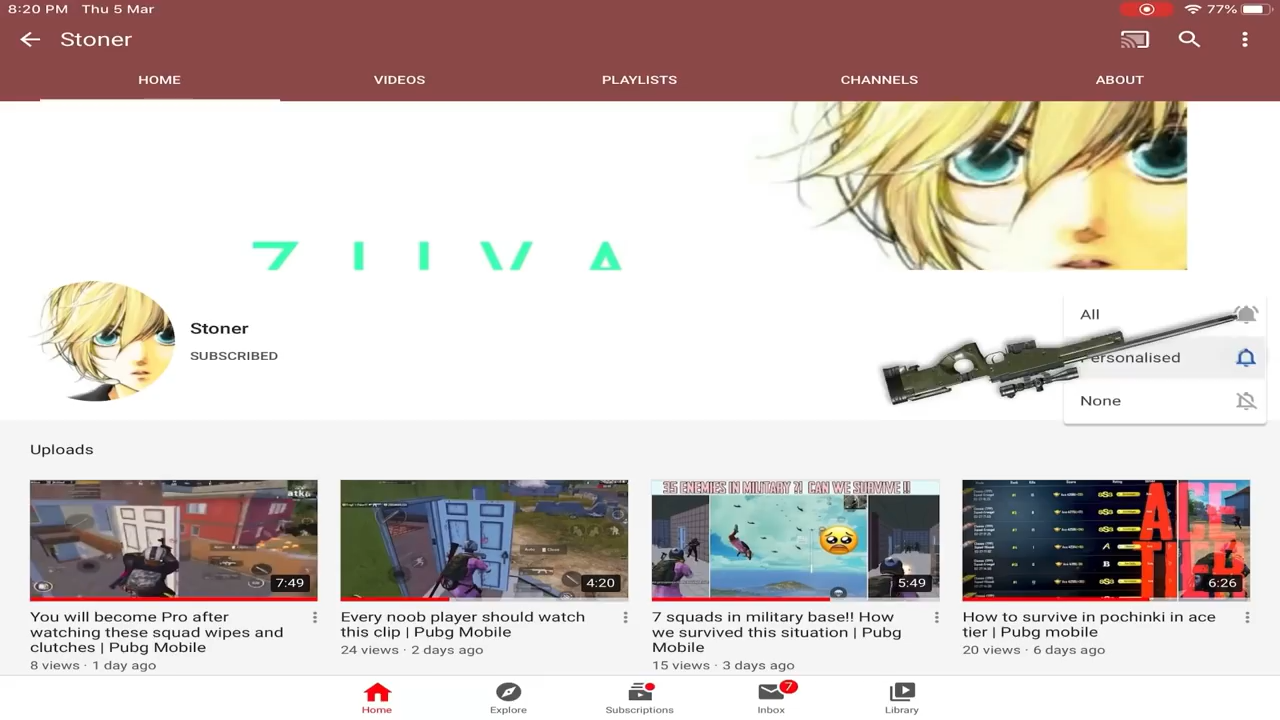 8:20 PM Thu 5 Mar
77%
Stoner
HOME VIDEOS PLAYLISTS CHANNELS ABOUT
Stoner
SUBSCRIBED
All
Personalised
None
Uploads
35 ENEMIES IN MILITARY ?! CAN WE SURVIVE !!
ACE
TIER
7:49
4:20
5:49
6:26
You will become Pro after
watching these squad wipes and
clutches | Pubg Mobile
8 views · 1 day ago
Every noob player should watch
this clip | Pubg Mobile
24 views · 2 days ago
7 squads in military base!! How
we survived this situation | Pubg
Mobile
15 views · 3 days ago
How to survive in pochinki in ace
tier | Pubg mobile
20 views · 6 days ago
7
Home Explore Subscriptions Inbox Library